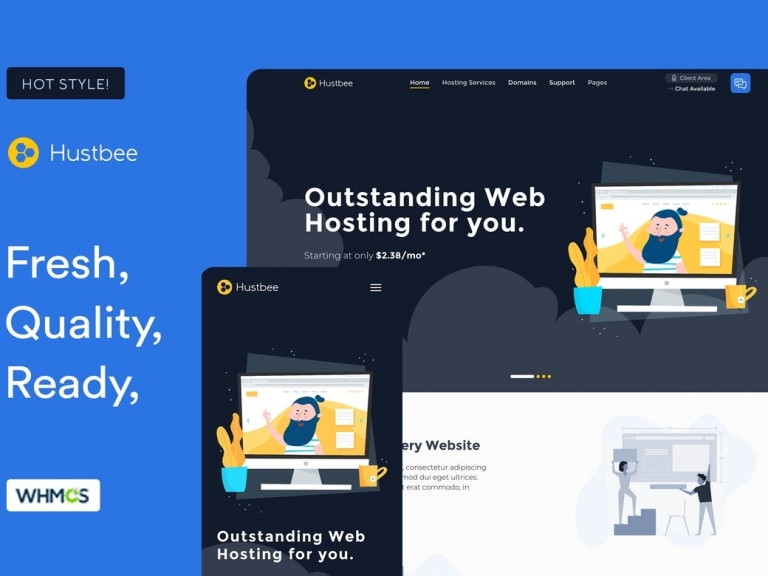 HOT STYLE!
Hustbee
Fresh,
Quality,
Ready,
WHMCS
Hustbee
Home Hosting Services Domains Support Pages
Client Area
Chat Available
Outstanding Web
Hosting for you.
Starting at only $2.38/mo*
Hustbee
Outstanding Web
Hosting for you.
ery Website
, consectetur adipiscing
mod dui eget ultrices.
t erat commodo, in